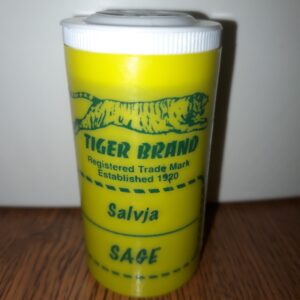 TIGER BRAND
Registered Trade Mark
Established 1920
Salvja
SAGE